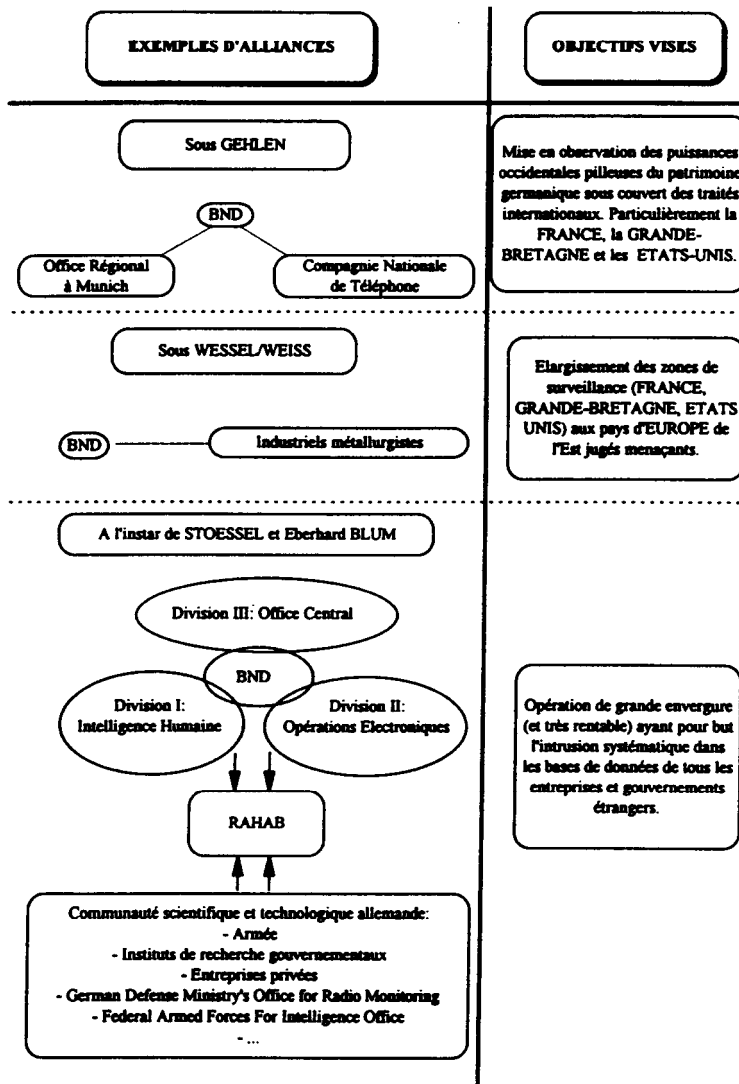 EXEMPLES D'ALLIANCES
OBJECTIFS VISES
Sous GEHLEN
BND
Office Régional
à Munich
Compagnie Nationale
de Téléphone
Mise en observation des puissances
occidentales pilleuses du patrimoine
germanique sous couvert des traités
internationaux. Particulièrement la
FRANCE, la GRANDE-
BRETAGNE et les ETATS-UNIS.
Sous WESSEL/WEISS
BND
Industriels métallurgistes
Elargissement des zones de
surveillance (FRANCE,
GRANDE-BRETAGNE, ETATS
UNIS) aux pays d'EUROPE de
l'Est jugés menaçants.
A l'instar de STOESSEL et Eberhard BLUM
Division III: Office Central
BND
Division I:
Intelligence Humaine
Division II:
Opérations Electroniques
RAHAB
Communauté scientifique et technologique allemande:
- Armée
- Instituts de recherche gouvernementaux
- Entreprises privées
- German Defense Ministry's Office for Radio Monitoring
- Federal Armed Forces For Intelligence Office
- ...
Opération de grande envergure
(et très rentable) ayant pour but
l'intrusion systématique dans
les bases de données de tous les
entreprises et gouvernements
étrangers.